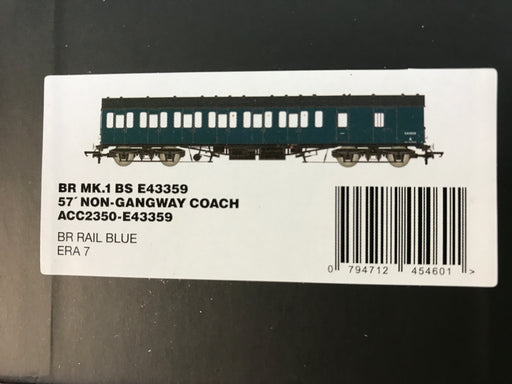 BR MK.1 BS E43359
57' NON-GANGWAY COACH
ACC2350-E43359
BR RAIL BLUE
ERA 7
0 794712 454601 >